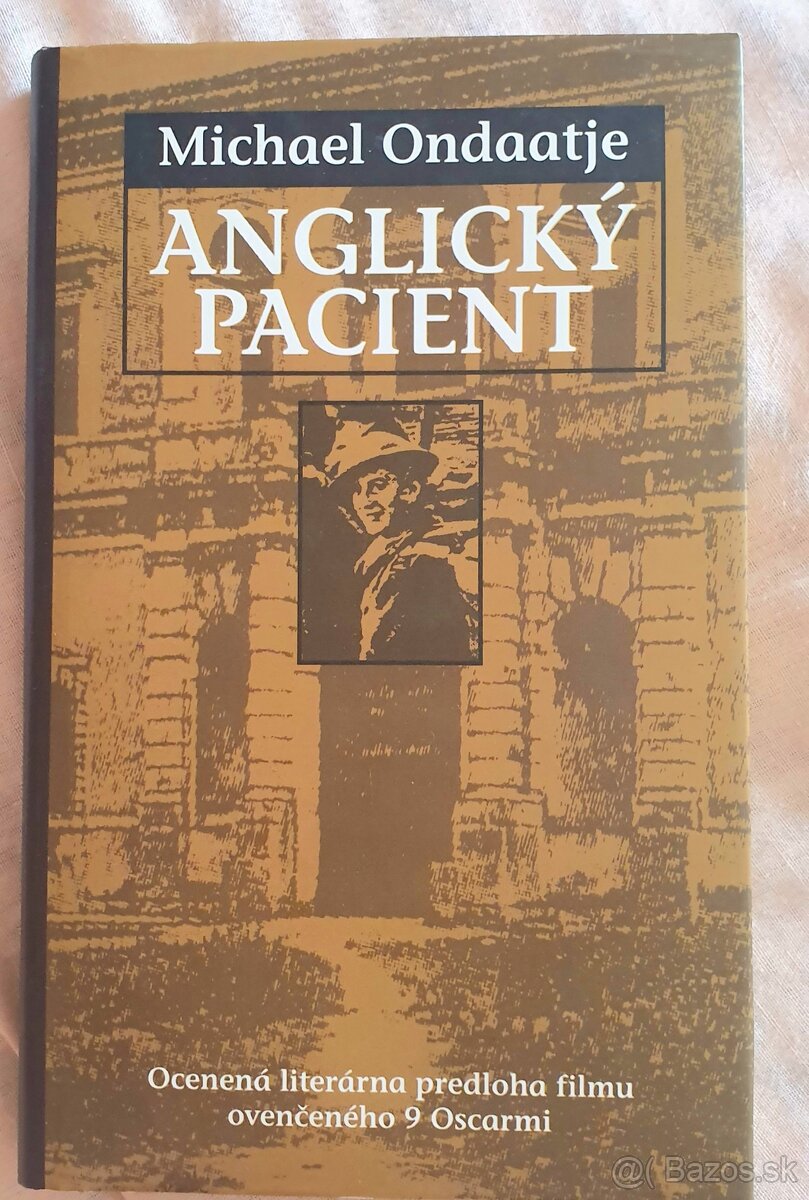 Michael Ondaatje
ANGLICKÝ
PACIENT
Ocenená literárna predloha filmu
ovenčeného 9 Oscarmi
@( Bazos.sk